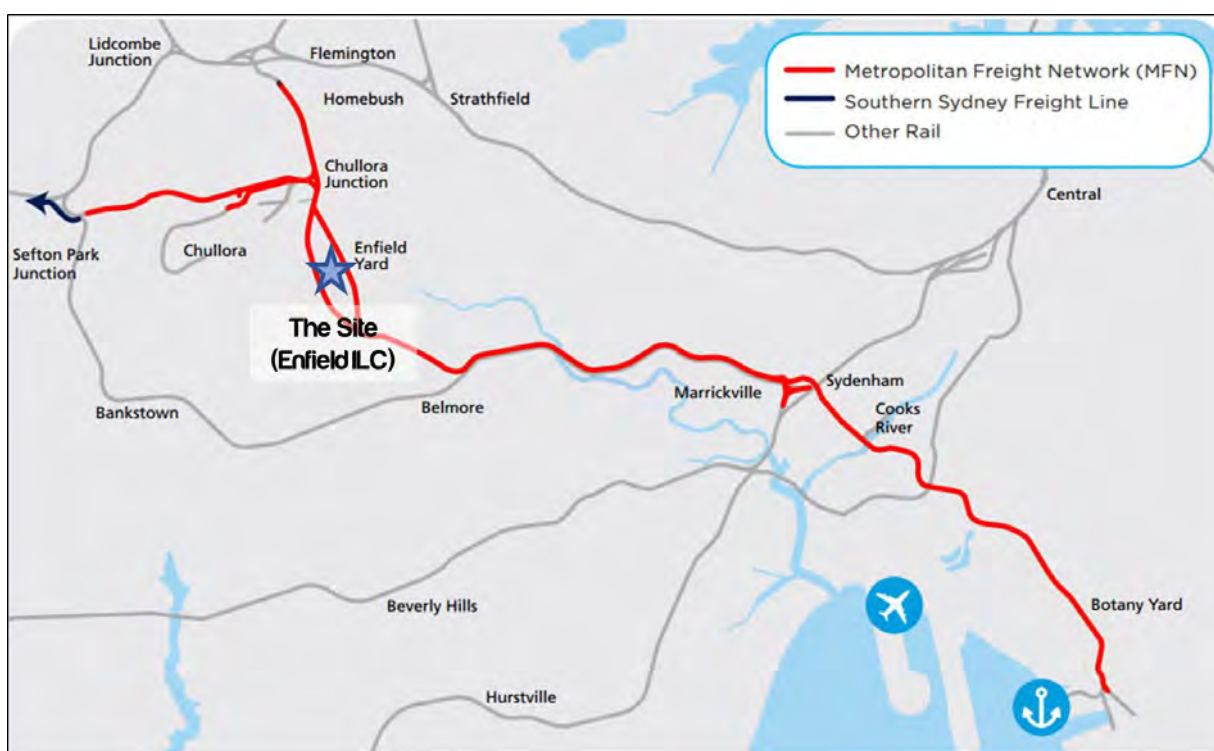 Lidcombe
Junction
Flemington
Homebush
Strathfield
Metropolitan Freight Network (MFN)
Southern Sydney Freight Line
Other Rail
Chullora
Junction
Central
Sefton Park
Junction
Chullora
Enfield
Yard
The Site
(Enfield ILC)
Bankstown
Belmore
Marrickville
Sydenham
Cooks
River
Beverly Hills
Botany Yard
Hurstville